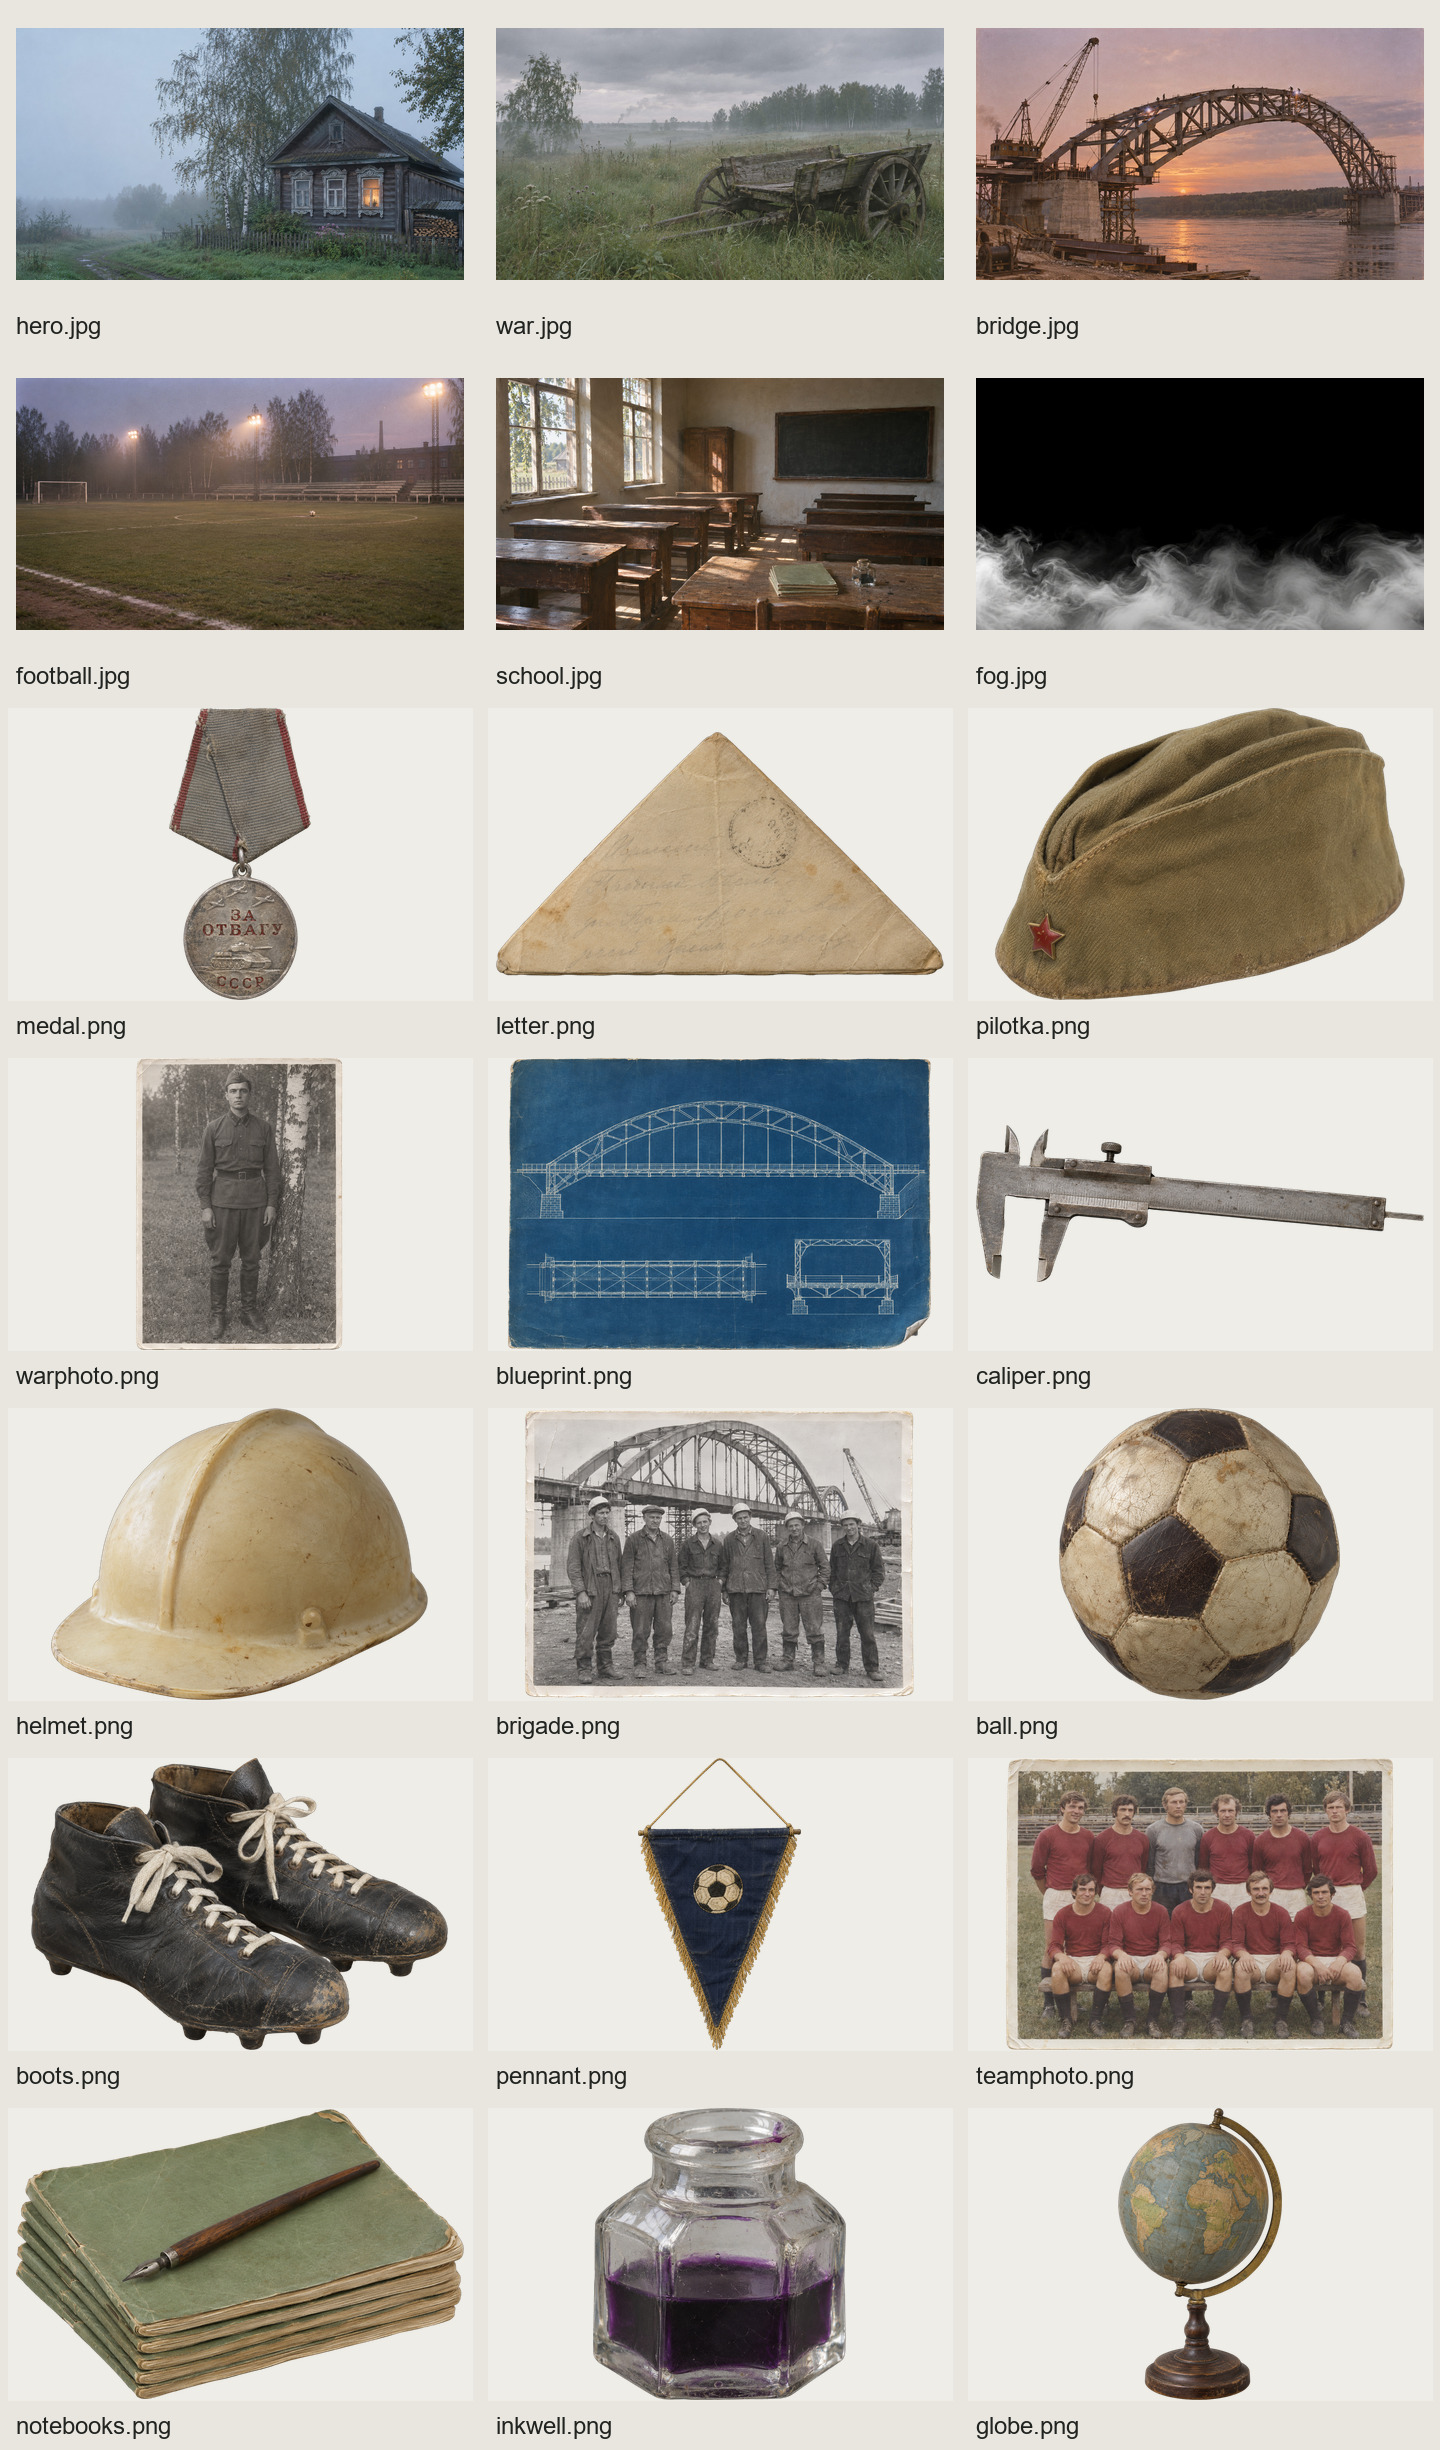 hero.jpg
war.jpg
bridge.jpg
football.jpg
school.jpg
fog.jpg
ЗА
ОТВАГУ
СССР
medal.png
letter.png
pilotka.png
warphoto.png
blueprint.png
caliper.png
helmet.png
brigade.png
ball.png
boots.png
pennant.png
teamphoto.png
notebooks.png
inkwell.png
globe.png